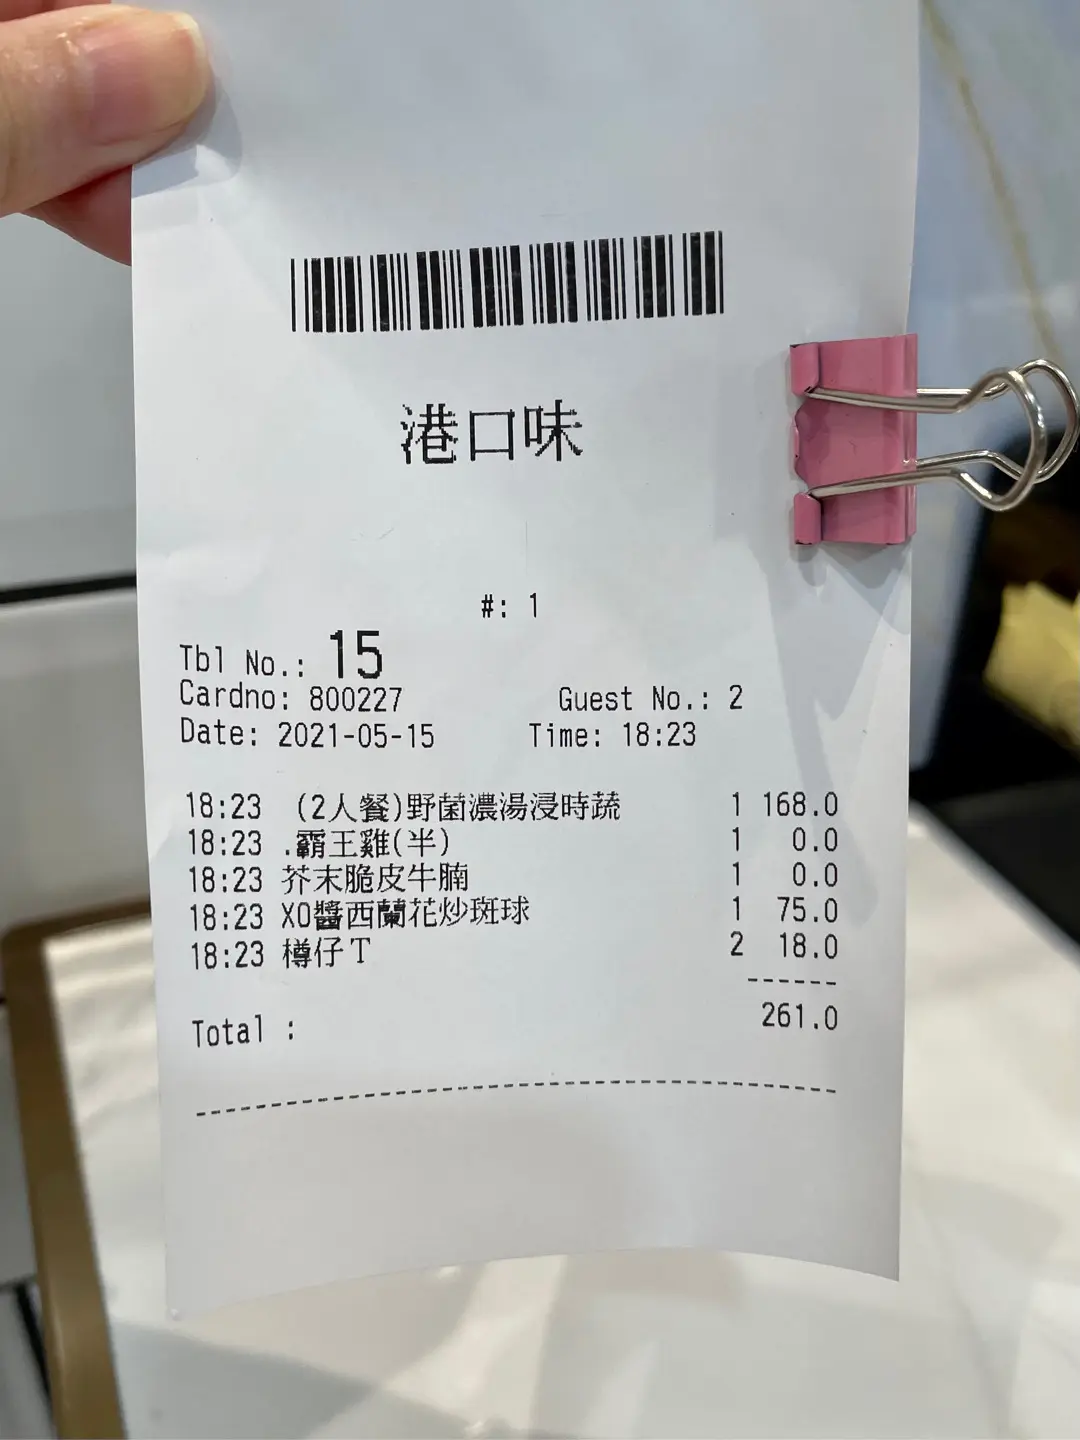 港口味
#: 1
Tbl No.: 15
Cardno: 800227 Guest No.: 2
Date: 2021-05-15 Time: 18:23
18:23 (2人餐)野菌濃湯浸時蔬 1 168.0
18:23 .霸王雞(半) 1 0.0
18:23 芥末脆皮牛腩 1 0.0
18:23 XO醬西蘭花炒斑球 1 75.0
18:23 樽仔T 2 18.0
Total : 261.0